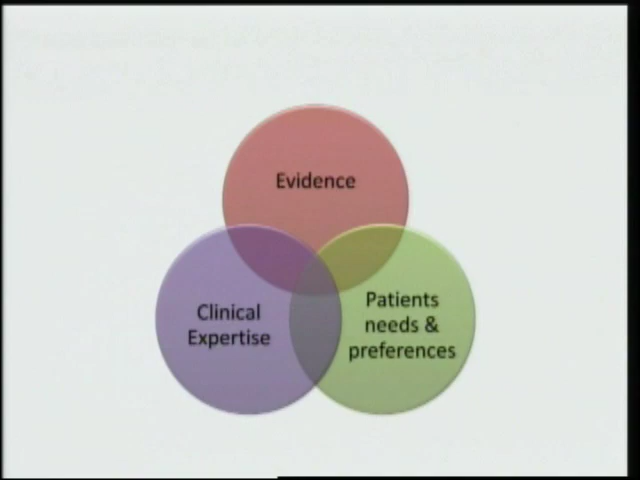 Evidence
Clinical
Expertise
Patients
needs &
preferences